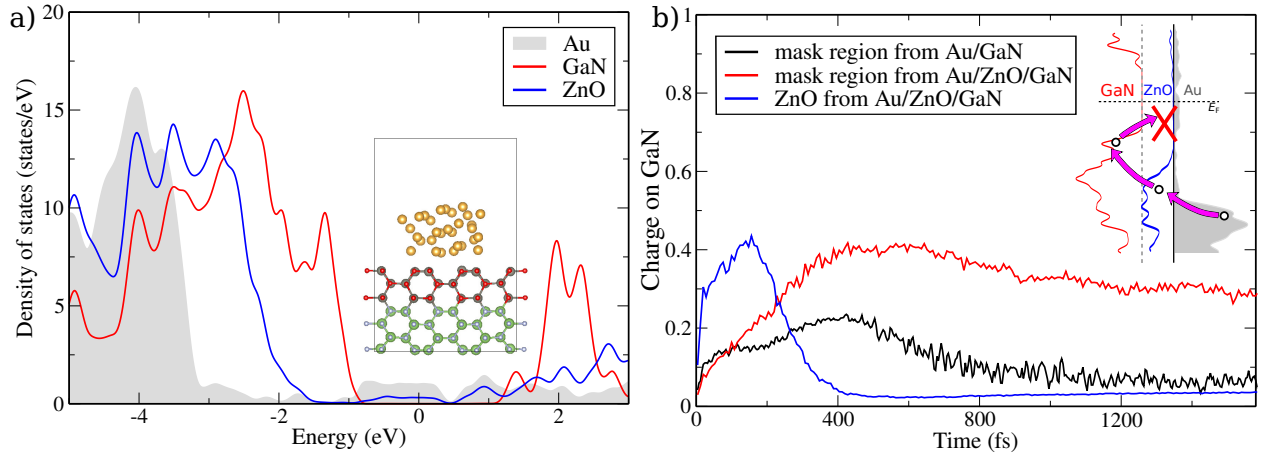 a)
20
15
10
5
0
Density of states (states/eV)
Au
GaN
ZnO
-4
-2
0
2
Energy (eV)
b)
1
0.8
0.6
0.4
0.2
0
Charge on GaN
mask region from Au/GaN
mask region from Au/ZnO/GaN
ZnO from Au/ZnO/GaN
GaN ZnO Au
E_F
0
400
800
1200
Time (fs)